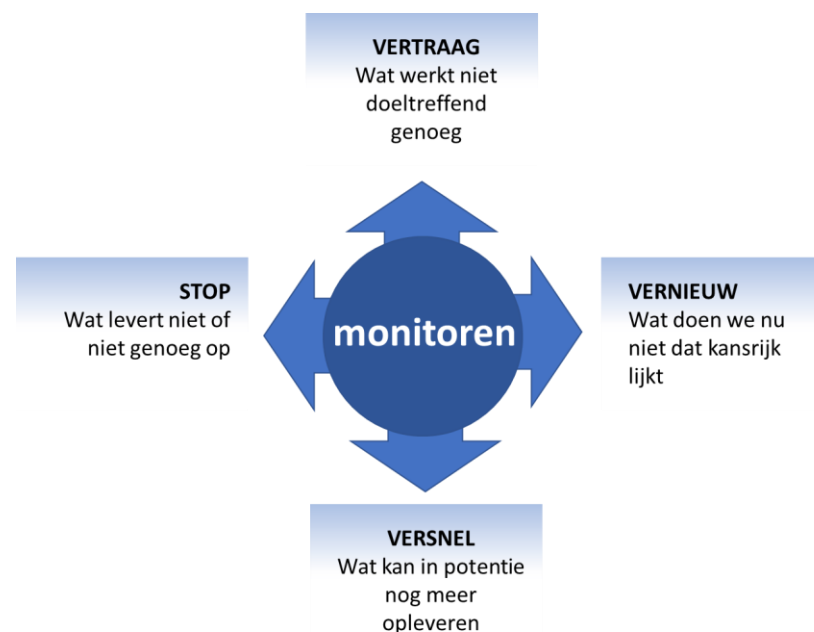 VERTRAAG
Wat werkt niet
doeltreffend
genoeg
STOP
Wat levert niet of
niet genoeg op
monitoren
VERNIEUW
Wat doen we nu
niet dat kansrijk
lijkt
VERSNEL
Wat kan in potentie
nog meer
opleveren